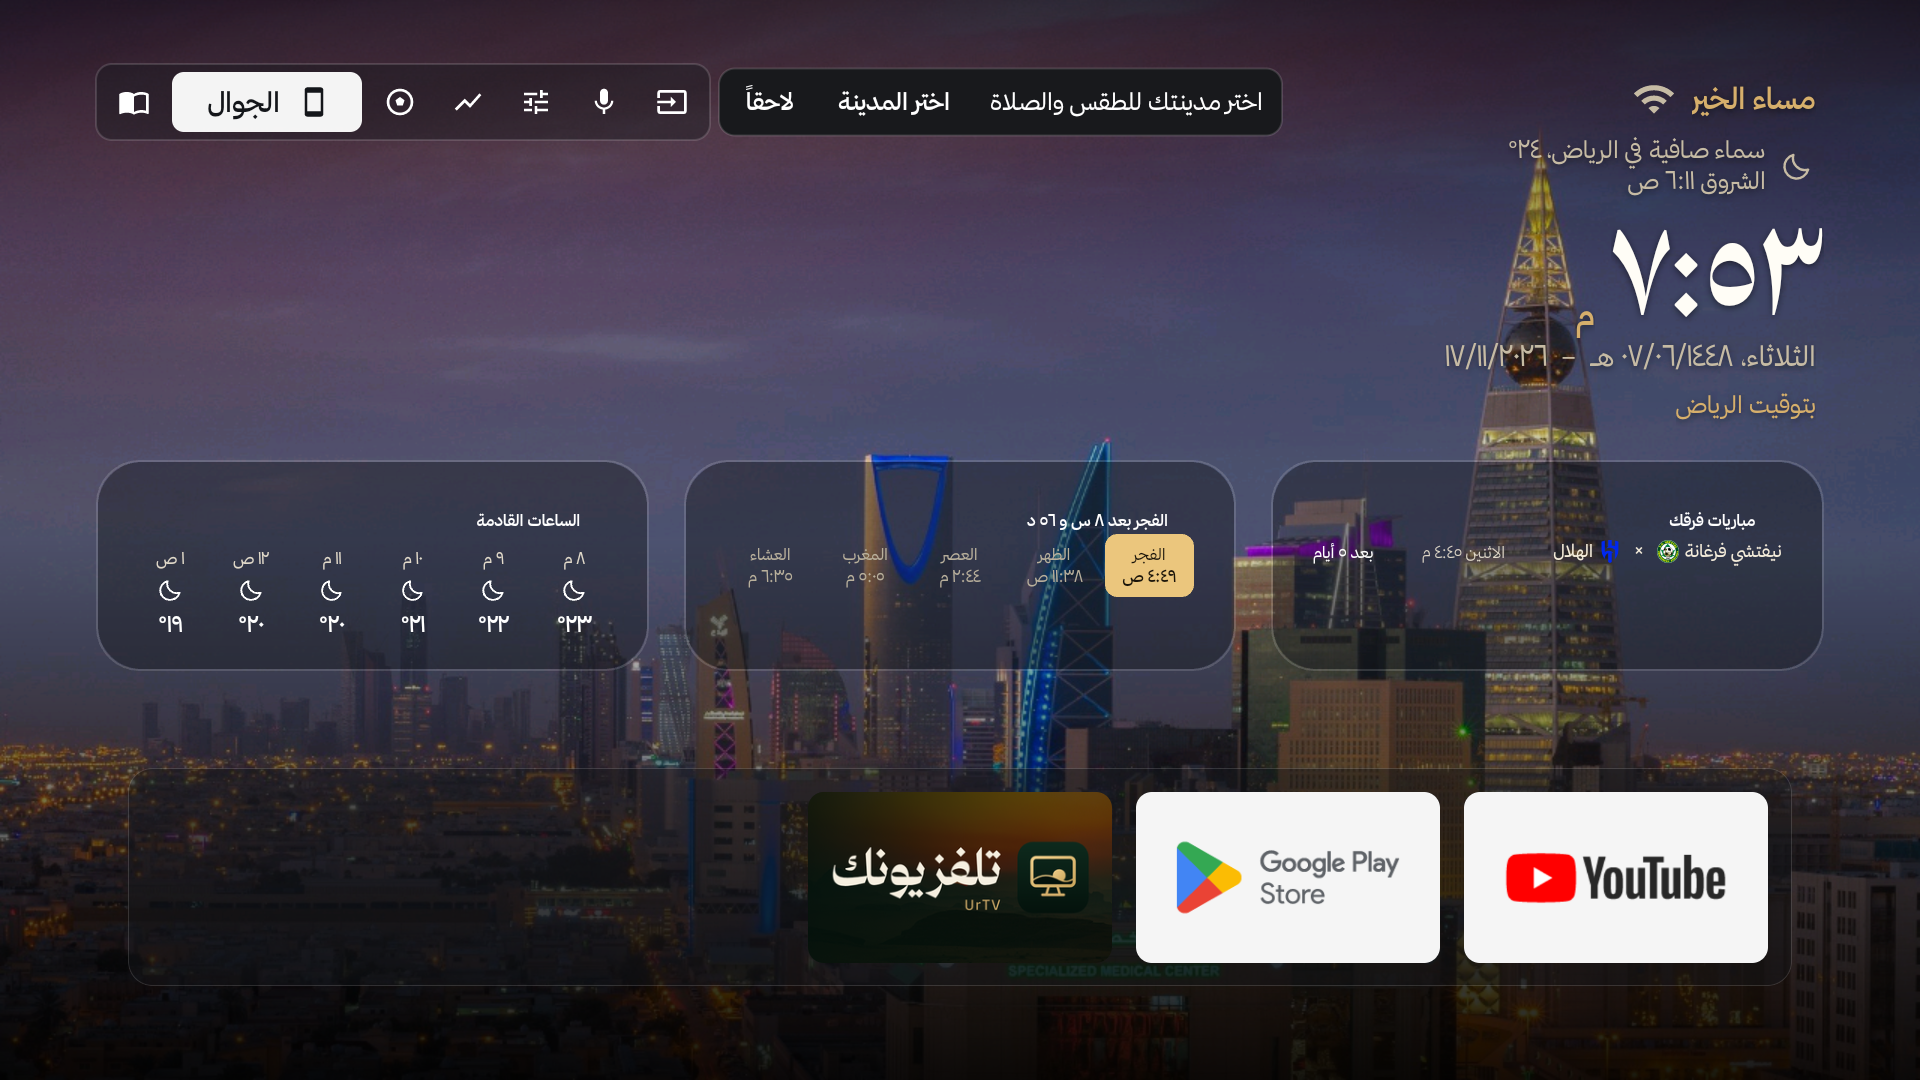 مساء الخير
سماء صافية في الرياض، ٢٤°
الشروق ٦:١١ ص
٧:٥٣ م
الثلاثاء، ٠٧/٠٦/١٤٤٨ هـ – ١٧/١١/٢٠٢٦
بتوقيت الرياض
اختر مدينتك للطقس والصلاة اختر المدينة لاحقاً
الجوال
مباريات فرقك
نيفتشي فرغانة × الهلال الاثنين ٤:٤٥ م بعد ٥ أيام
الفجر بعد ٨ س و ٥٦ د
الفجر الظهر العصر المغرب العشاء
٤:٤٩ ص ١١:٣٨ ص ٢:٤٤ م ٥:٠٥ م ٦:٣٥ م
الساعات القادمة
٨ م ٩ م ١٠ م ١١ م ١٢ ص ١ ص
٢٣° ٢٢° ٢١° ٢٠° ٢٠° ١٩°
YouTube
Google Play
Store
تلفزيونك
UrTV
SPECIALIZED MEDICAL CENTER